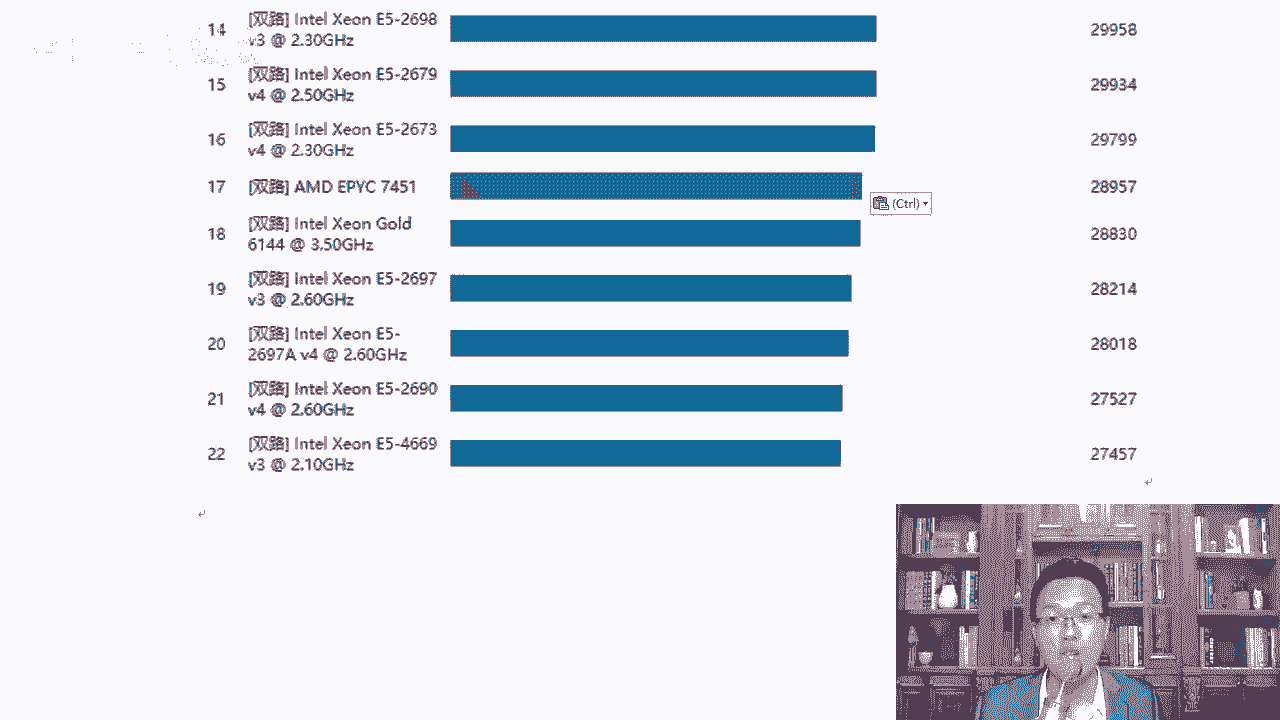 14 [双路] Intel Xeon E5-2698 29958
v3 @ 2.30GHz
15 [双路] Intel Xeon E5-2679 29934
v4 @ 2.50GHz
16 [双路] Intel Xeon E5-2673 29799
v4 @ 2.30GHz
17 [双路] AMD EPYC 7451 28957
(Ctrl)
18 [双路] Intel Xeon Gold 28830
6144 @ 3.50GHz
19 [双路] Intel Xeon E5-2697 28214
v3 @ 2.60GHz
20 [双路] Intel Xeon E5- 28018
2697A v4 @ 2.60GHz
21 [双路] Intel Xeon E5-2690 27527
v4 @ 2.60GHz
22 [双路] Intel Xeon E5-4669 27457
v3 @ 2.10GHz